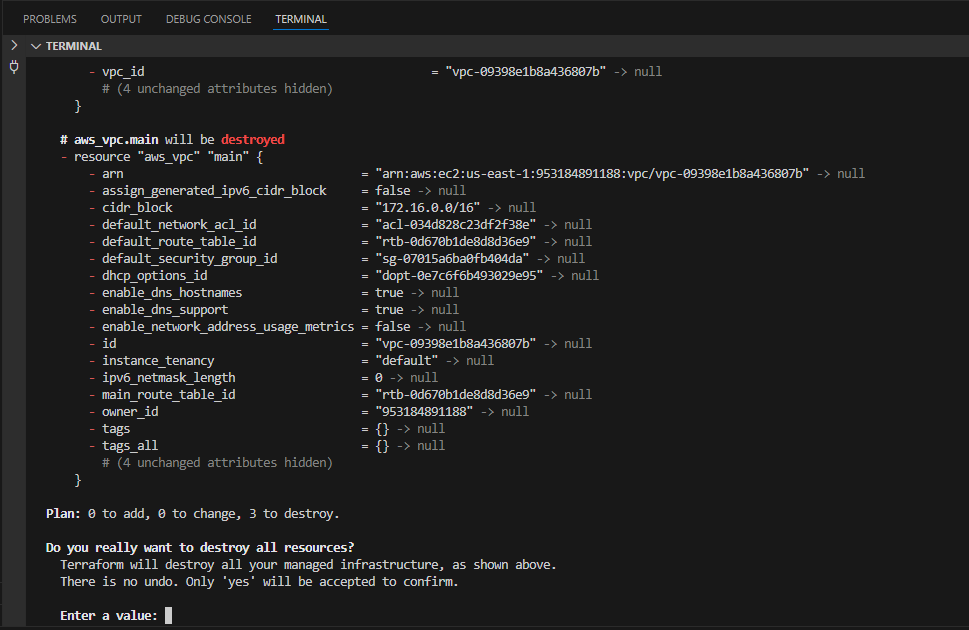 PROBLEMS OUTPUT DEBUG CONSOLE TERMINAL
TERMINAL
- vpc_id = "vpc-09398e1b8a436807b" -> null
# (4 unchanged attributes hidden)
}
# aws_vpc.main will be destroyed
- resource "aws_vpc" "main" {
- arn = "arn:aws:ec2:us-east-1:953184891188:vpc/vpc-09398e1b8a436807b" -> null
- assign_generated_ipv6_cidr_block = false -> null
- cidr_block = "172.16.0.0/16" -> null
- default_network_acl_id = "acl-034d828c23df2f38e" -> null
- default_route_table_id = "rtb-0d670b1de8d8d36e9" -> null
- default_security_group_id = "sg-07015a6ba0fb404da" -> null
- dhcp_options_id = "dopt-0e7c6f6b493029e95" -> null
- enable_dns_hostnames = true -> null
- enable_dns_support = true -> null
- enable_network_address_usage_metrics = false -> null
- id = "vpc-09398e1b8a436807b" -> null
- instance_tenancy = "default" -> null
- ipv6_netmask_length = 0 -> null
- main_route_table_id = "rtb-0d670b1de8d8d36e9" -> null
- owner_id = "953184891188" -> null
- tags = {} -> null
- tags_all = {} -> null
# (4 unchanged attributes hidden)
}
Plan: 0 to add, 0 to change, 3 to destroy.
Do you really want to destroy all resources?
Terraform will destroy all your managed infrastructure, as shown above.
There is no undo. Only 'yes' will be accepted to confirm.
Enter a value: